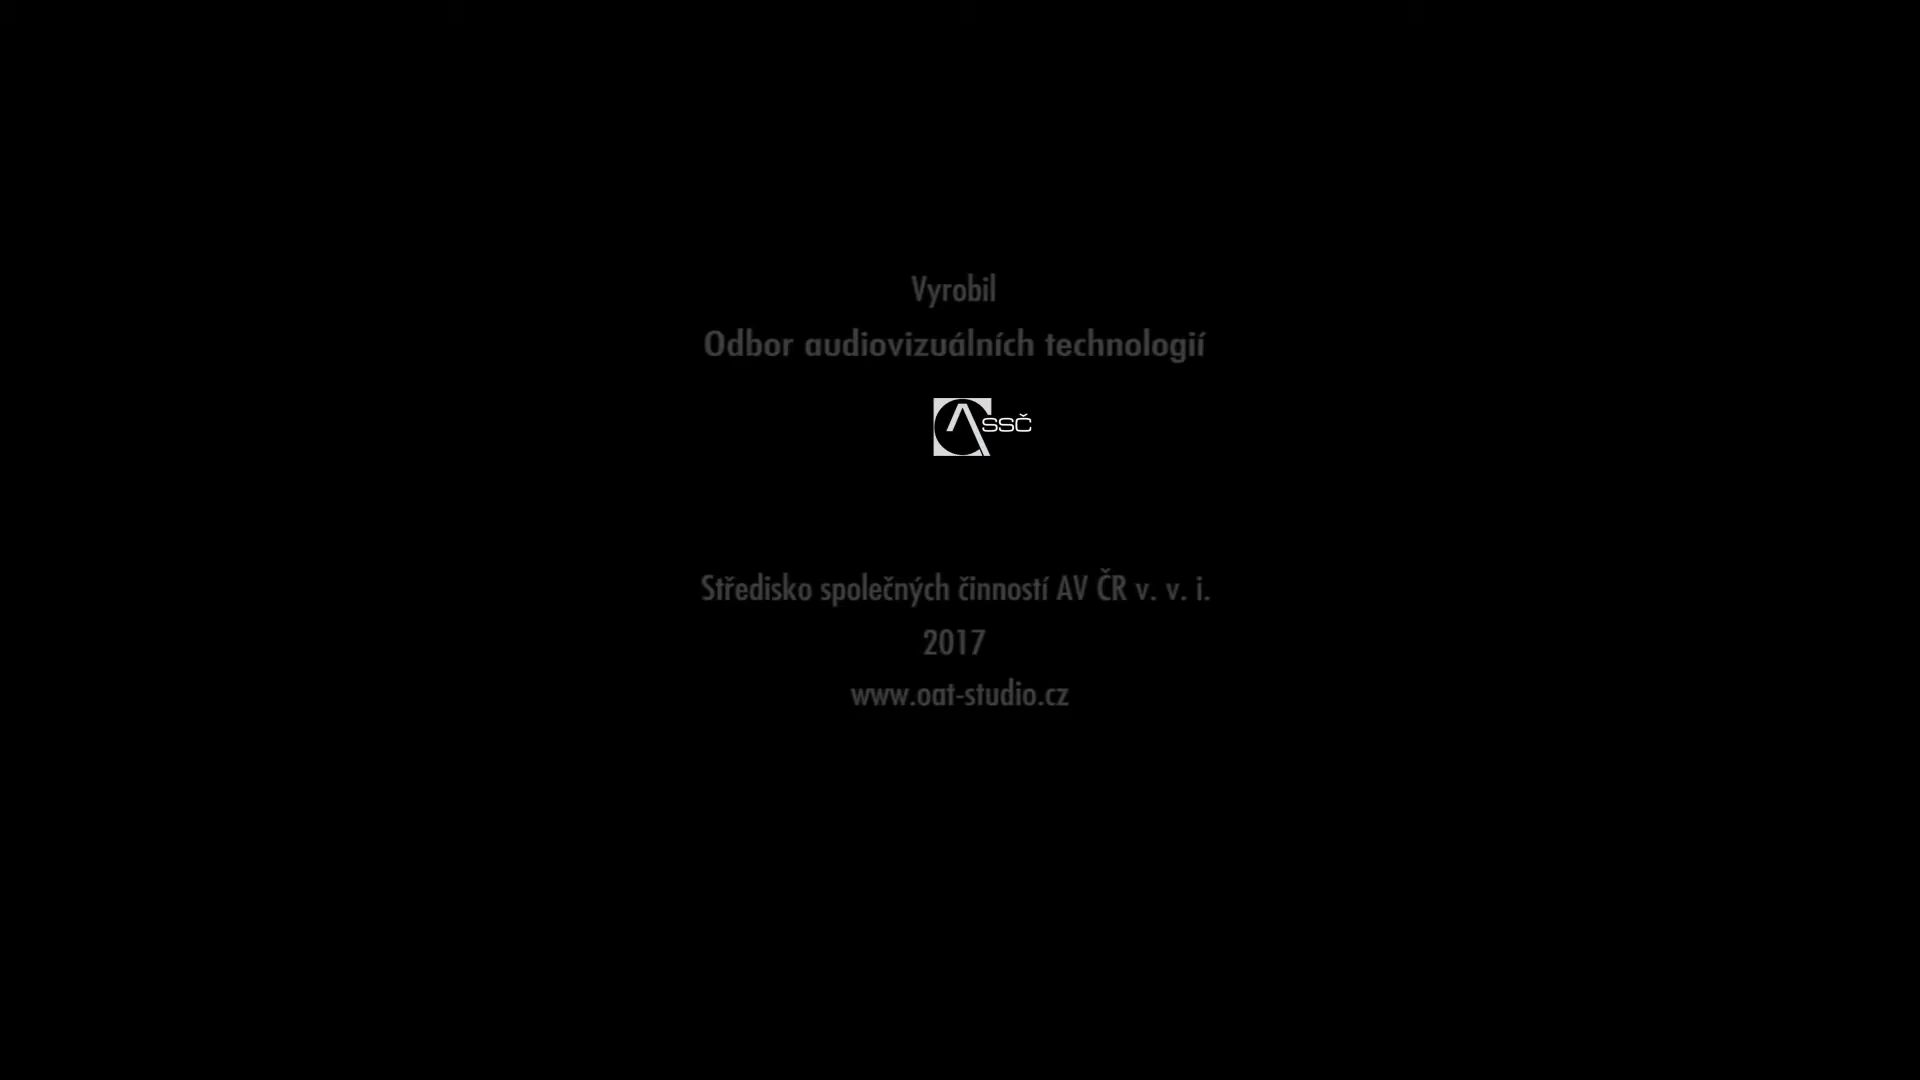 Vyrobil
Odbor audiovizuálních technologií
SSČ
Středisko společných činností AV ČR v. v. i.
2017
www.oat-studio.cz